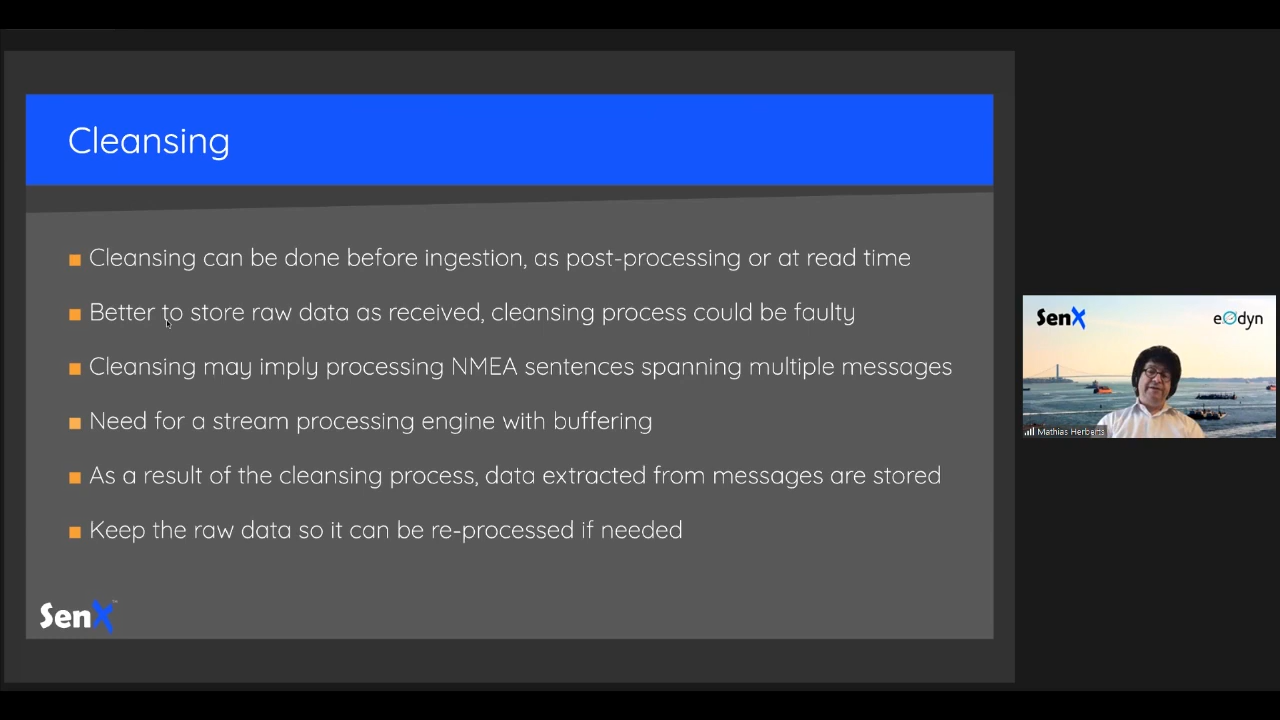 Cleansing
Cleansing can be done before ingestion, as post-processing or at read time
Better to store raw data as received, cleansing process could be faulty
Cleansing may imply processing NMEA sentences spanning multiple messages
Need for a stream processing engine with buffering
As a result of the cleansing process, data extracted from messages are stored
Keep the raw data so it can be re-processed if needed
SenX™
SenX
eOdyn
Mathias Herberts